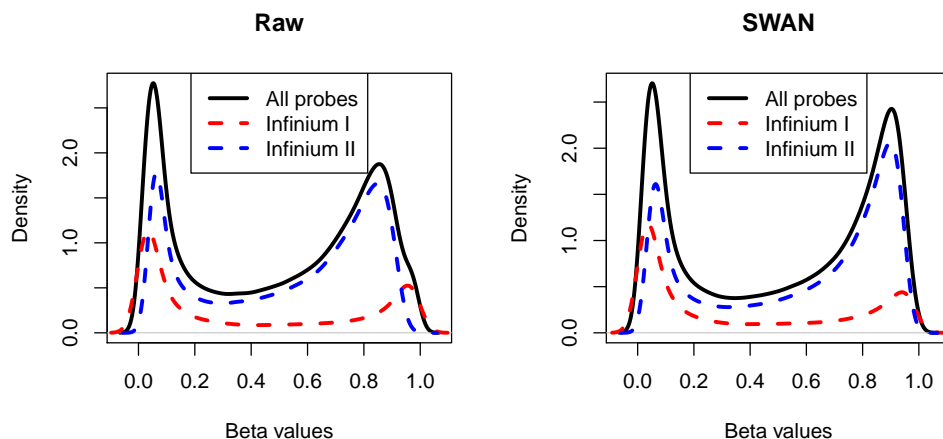 Raw
All probes
Infinium I
Infinium II
Density
0.0
1.0
2.0
0.0 0.2 0.4 0.6 0.8 1.0
Beta values
SWAN
All probes
Infinium I
Infinium II
Density
0.0
1.0
2.0
0.0 0.2 0.4 0.6 0.8 1.0
Beta values